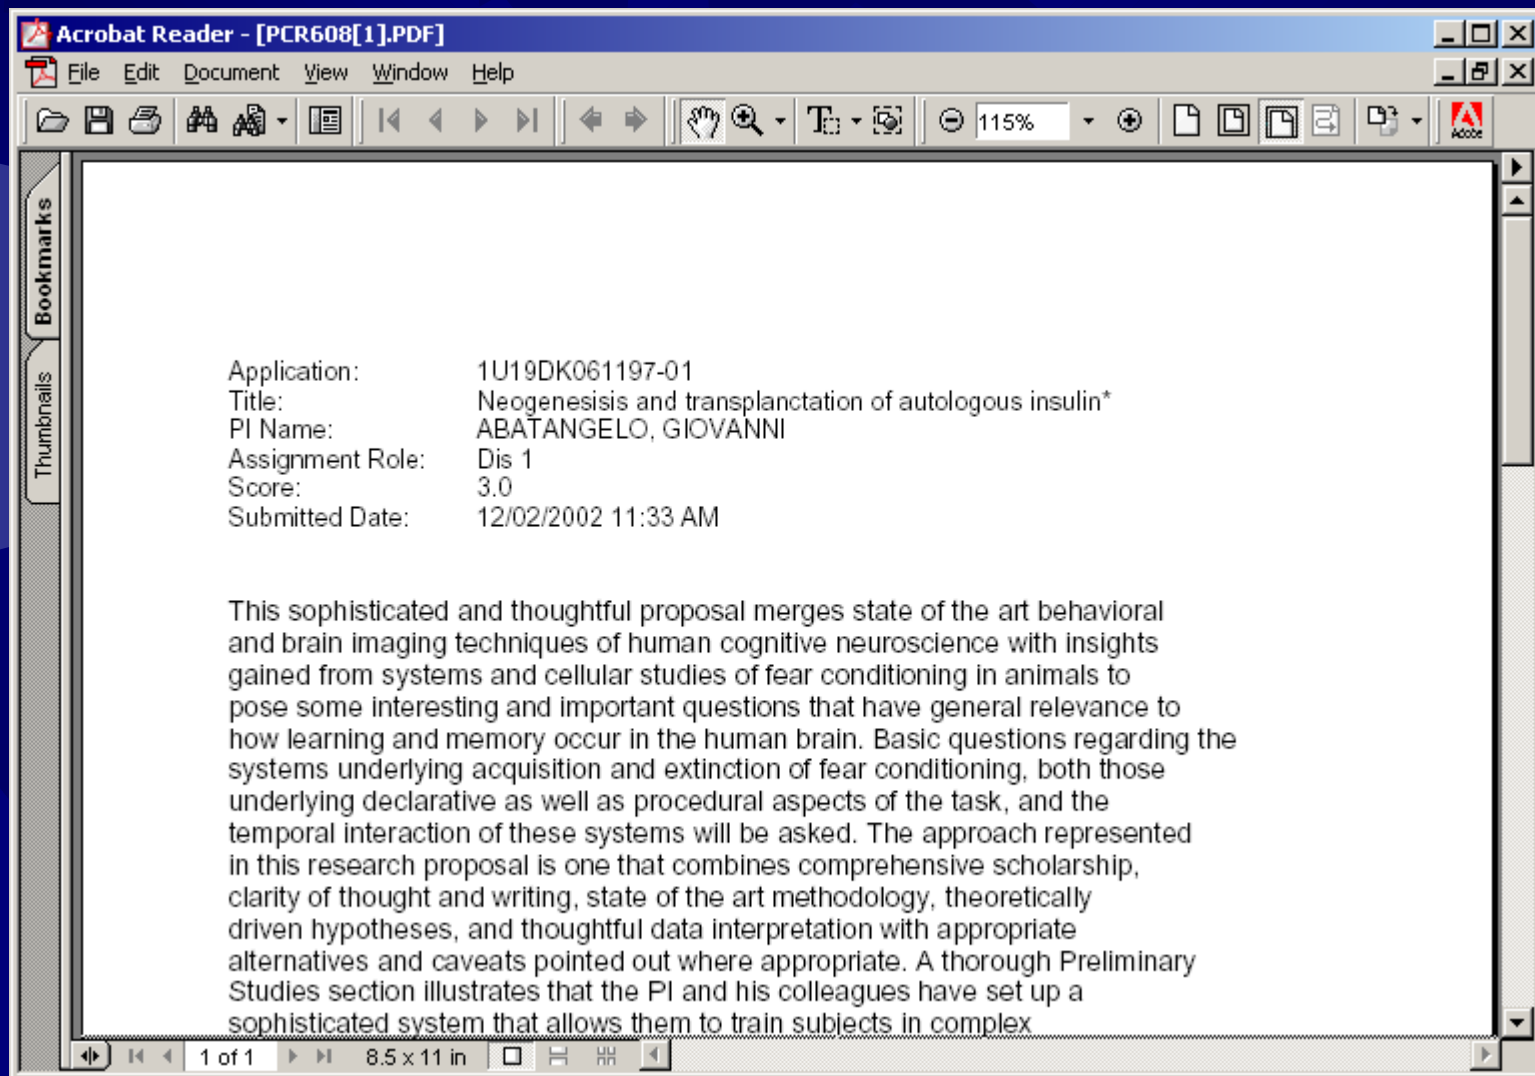 Acrobat Reader - [PCR608[1].PDF]
File Edit Document View Window Help
115%
Adobe
Bookmarks
Thumbnails
Application: 1U19DK061197-01
Title: Neogenesisis and transplanctation of autologous insulin*
PI Name: ABATANGELO, GIOVANNI
Assignment Role: Dis 1
Score: 3.0
Submitted Date: 12/02/2002 11:33 AM
This sophisticated and thoughtful proposal merges state of the art behavioral
and brain imaging techniques of human cognitive neuroscience with insights
gained from systems and cellular studies of fear conditioning in animals to
pose some interesting and important questions that have general relevance to
how learning and memory occur in the human brain. Basic questions regarding the
systems underlying acquisition and extinction of fear conditioning, both those
underlying declarative as well as procedural aspects of the task, and the
temporal interaction of these systems will be asked. The approach represented
in this research proposal is one that combines comprehensive scholarship,
clarity of thought and writing, state of the art methodology, theoretically
driven hypotheses, and thoughtful data interpretation with appropriate
alternatives and caveats pointed out where appropriate. A thorough Preliminary
Studies section illustrates that the PI and his colleagues have set up a
sophisticated system that allows them to train subjects in complex
1 of 1 8.5 x 11 in